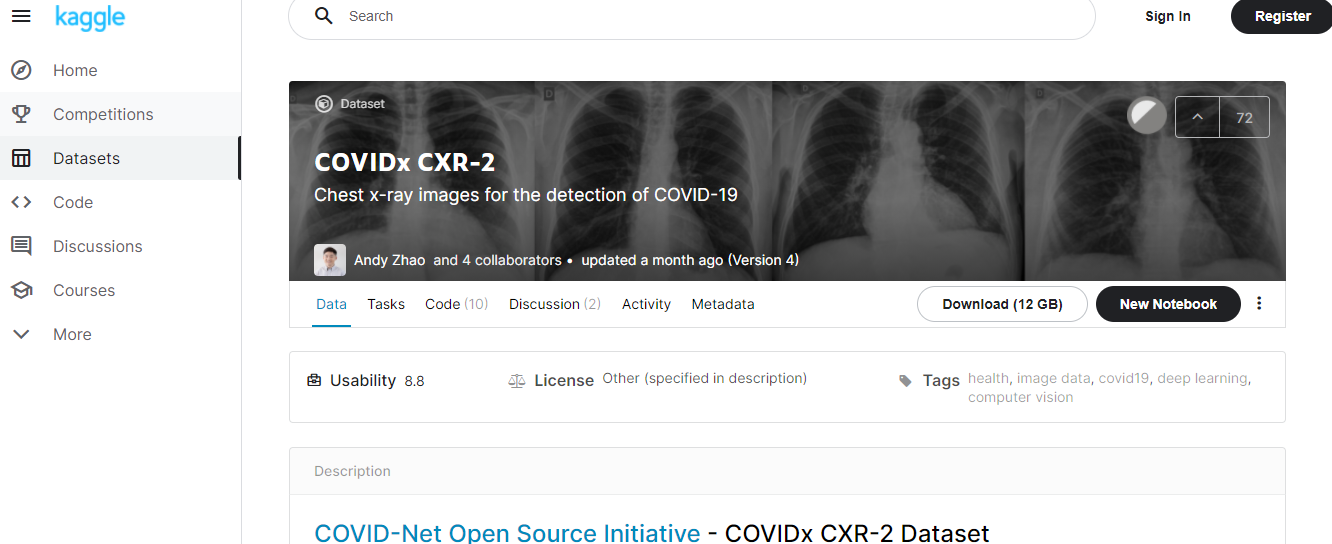 kaggle
Search
Sign In
Register
Home
Competitions
Datasets
Code
Discussions
Courses
More
Dataset
72
COVIDx CXR-2
Chest x-ray images for the detection of COVID-19
Andy Zhao and 4 collaborators • updated a month ago (Version 4)
Data Tasks Code (10) Discussion (2) Activity Metadata
Download (12 GB)
New Notebook
Usability 8.8
License Other (specified in description)
Tags health, image data, covid19, deep learning,
computer vision
Description
COVID-Net Open Source Initiative - COVIDx CXR-2 Dataset